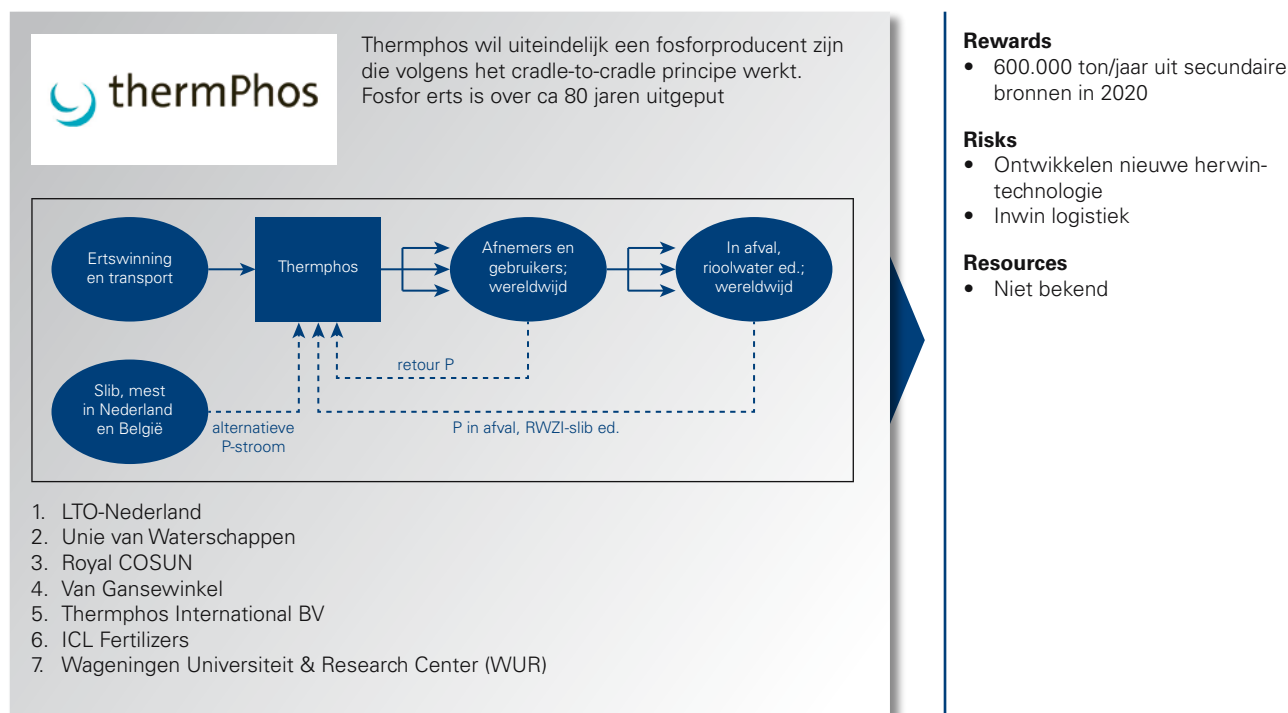 thermPhos
Thermphos wil uiteindelijk een fosforproducent zijn
die volgens het cradle-to-cradle principe werkt.
Fosfor erts is over ca 80 jaren uitgeput
Ertswinning
en transport
Thermphos
Afnemers en
gebruikers;
wereldwijd
In afval,
rioolwater ed.;
wereldwijd
retour P
Slib, mest
in Nederland
en België
alternatieve
P-stroom
P in afval, RWZI-slib ed.
1. LTO-Nederland
2. Unie van Waterschappen
3. Royal COSUN
4. Van Gansewinkel
5. Thermphos International BV
6. ICL Fertilizers
7. Wageningen Universiteit & Research Center (WUR)
Rewards
• 600.000 ton/jaar uit secundaire
bronnen in 2020
Risks
• Ontwikkelen nieuwe herwin-
technologie
• Inwin logistiek
Resources
• Niet bekend